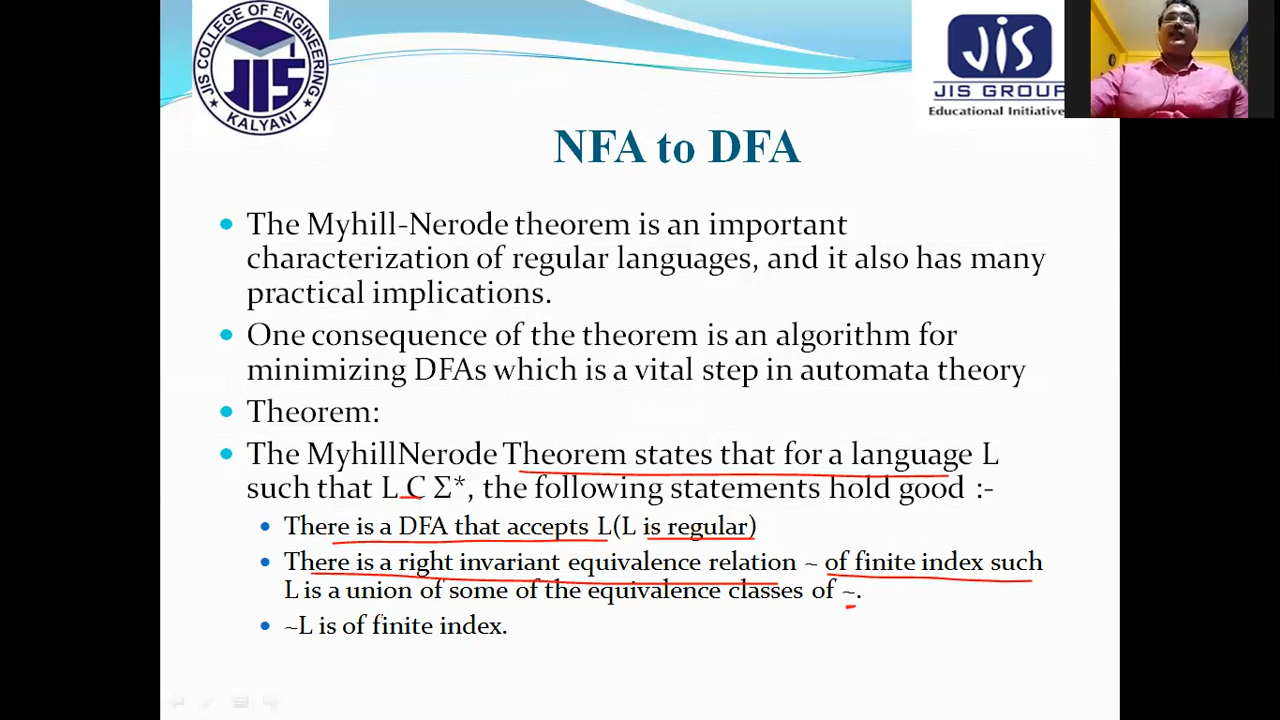 JIS COLLEGE OF ENGINEERING
JIS
KALYANI
JIS
JIS GROUP
Educational Initiative
NFA to DFA
The Myhill-Nerode theorem is an important
characterization of regular languages, and it also has many
practical implications.
One consequence of the theorem is an algorithm for
minimizing DFAs which is a vital step in automata theory
Theorem:
The MyhillNerode Theorem states that for a language L
such that L C Σ*, the following statements hold good :-
There is a DFA that accepts L(L is regular)
There is a right invariant equivalence relation ~ of finite index such
L is a union of some of the equivalence classes of ~.
~L is of finite index.